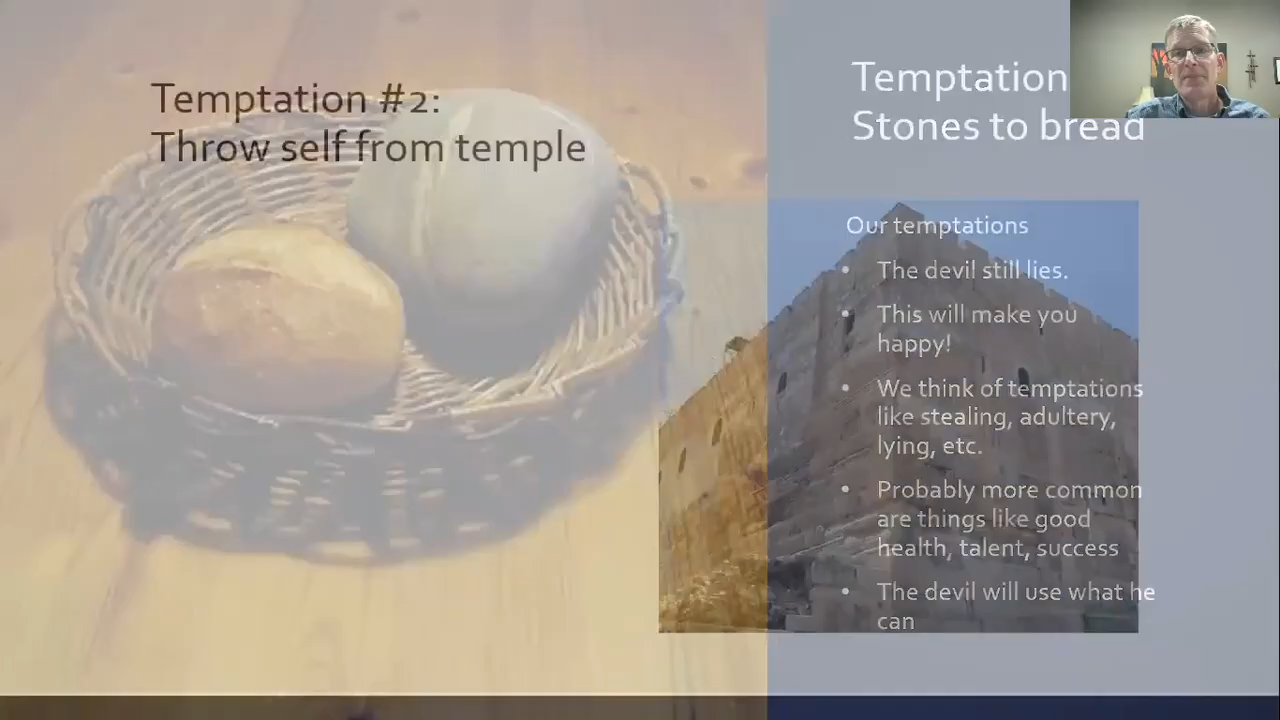 Temptation #2:
Throw self from temple
Temptation
Stones to bread
Our temptations
• The devil still lies.
• This will make you
happy!
• We think of temptations
like stealing, adultery,
lying, etc.
• Probably more common
are things like good
health, talent, success
• The devil will use what he
can